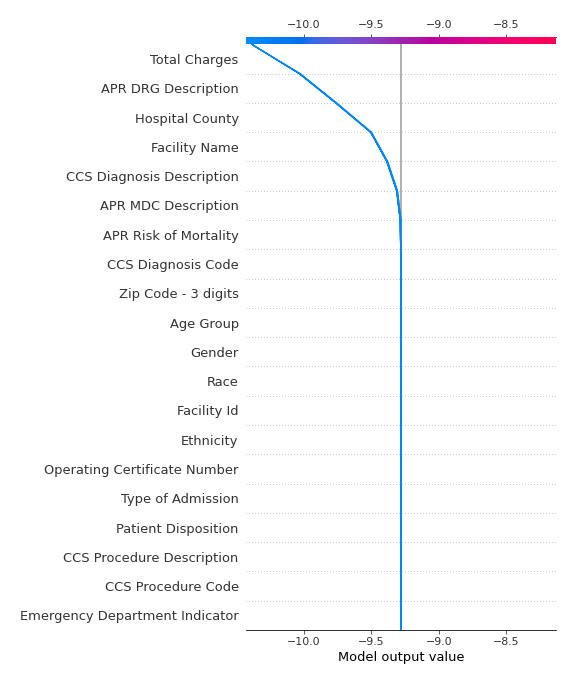 −10.0 −9.5 −9.0 −8.5
Total Charges
APR DRG Description
Hospital County
Facility Name
CCS Diagnosis Description
APR MDC Description
APR Risk of Mortality
CCS Diagnosis Code
Zip Code - 3 digits
Age Group
Gender
Race
Facility Id
Ethnicity
Operating Certificate Number
Type of Admission
Patient Disposition
CCS Procedure Description
CCS Procedure Code
Emergency Department Indicator
−10.0 −9.5 −9.0 −8.5
Model output value